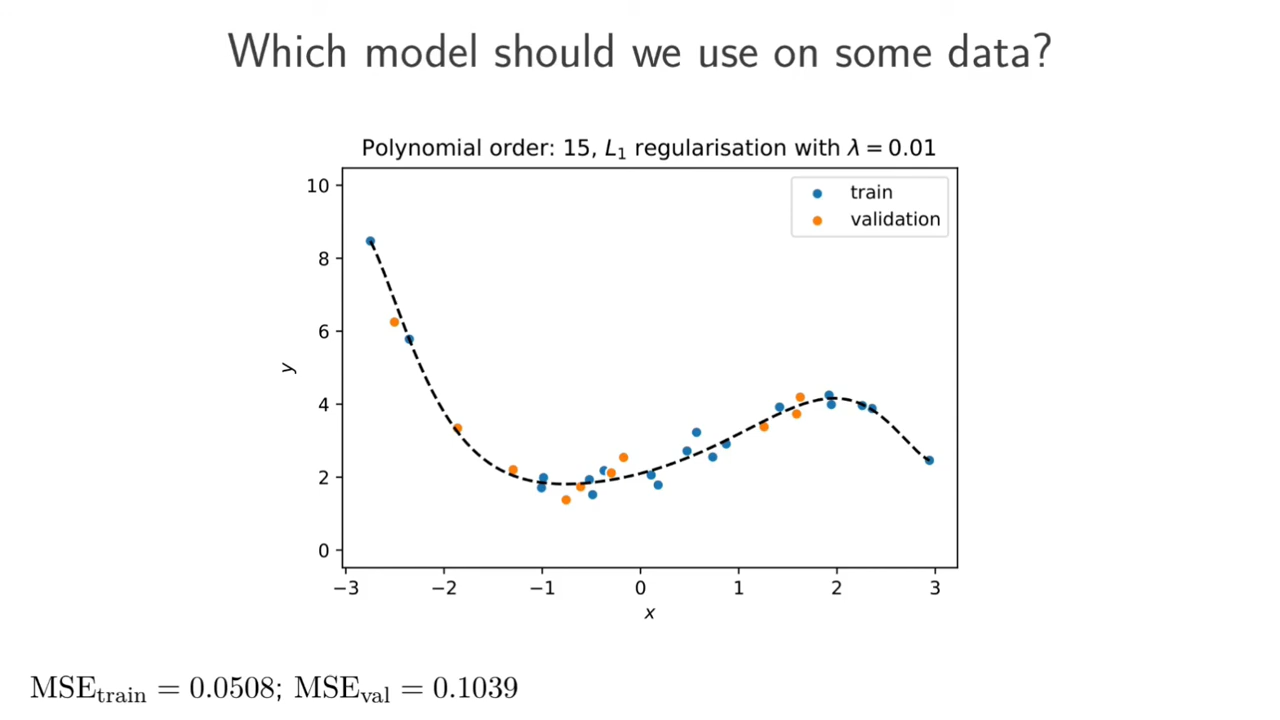 Which model should we use on some data?
Polynomial order: 15, L₁ regularisation with λ = 0.01
train
validation
10
8
6
4
2
0
y
−3 −2 −1 0 1 2 3
x
MSE_train = 0.0508; MSE_val = 0.1039